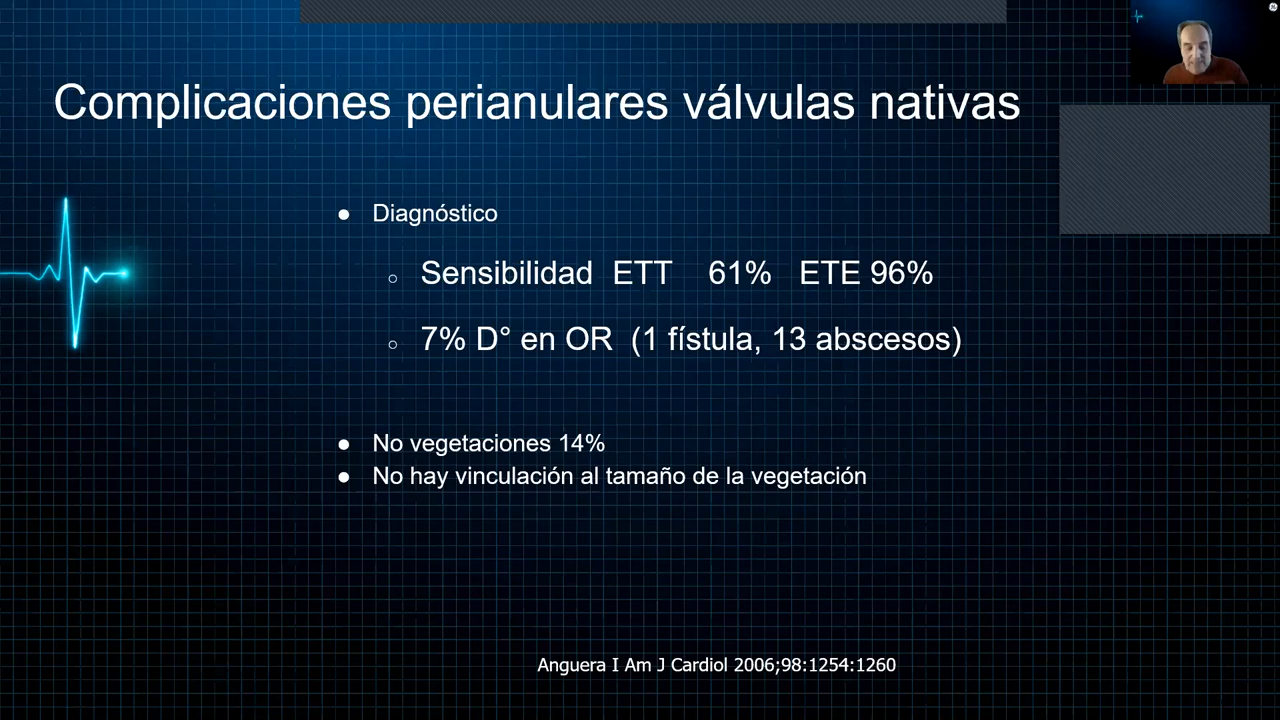 Complicaciones perianulares válvulas nativas
● Diagnóstico
○ Sensibilidad ETT 61% ETE 96%
○ 7% D° en OR (1 fístula, 13 abscesos)
● No vegetaciones 14%
● No hay vinculación al tamaño de la vegetación
Anguera I Am J Cardiol 2006;98:1254:1260